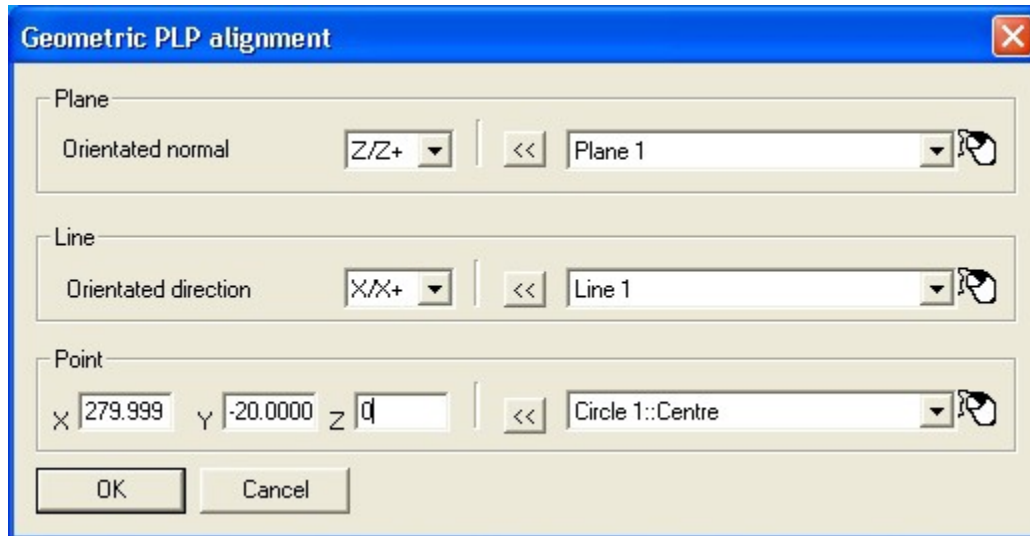 Geometric PLP alignment
Plane
Orientated normal Z/Z+ << Plane 1
Line
Orientated direction X/X+ << Line 1
Point
X 279.999 Y -20.0000 Z 0 << Circle 1::Centre
OK Cancel